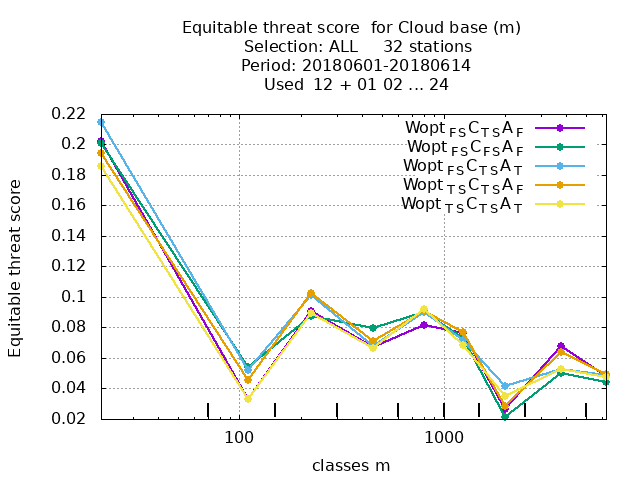 Equitable threat score  for Cloud base (m)
Selection: ALL     32 stations
Period: 20180601-20180614
Used  12 + 01 02 ... 24
Equitable threat score
0.22
0.2
0.18
0.16
0.14
0.12
0.1
0.08
0.06
0.04
0.02
Wopt FS C TS A F
Wopt FS C FS A F
Wopt FS C TS A T
Wopt TS C TS A F
Wopt TS C TS A T
100
1000
classes m